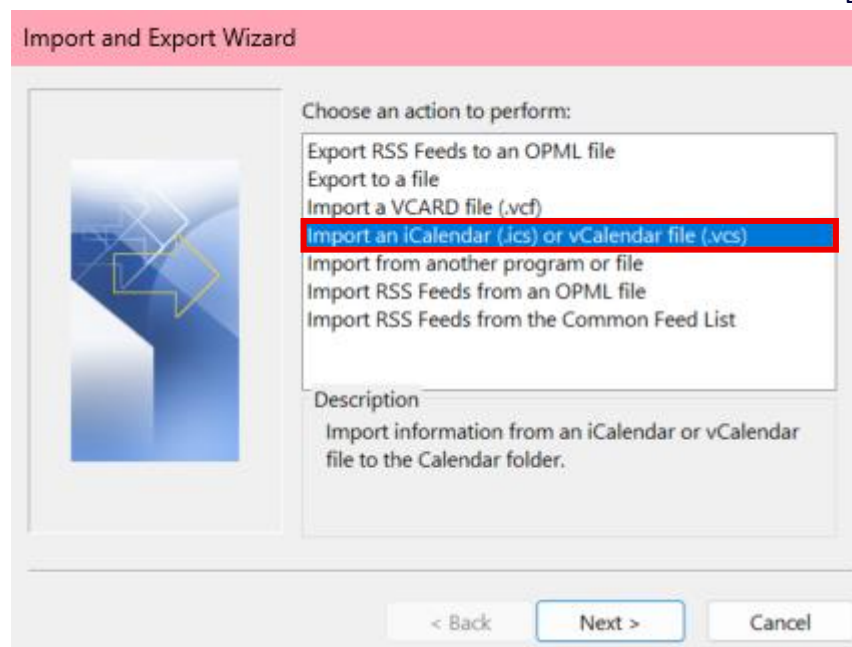 Import and Export Wizard
Choose an action to perform:
Export RSS Feeds to an OPML file
Export to a file
Import a VCARD file (.vcf)
Import an iCalendar (.ics) or vCalendar file (.vcs)
Import from another program or file
Import RSS Feeds from an OPML file
Import RSS Feeds from the Common Feed List
Description
Import information from an iCalendar or vCalendar
file to the Calendar folder.
< Back
Next >
Cancel